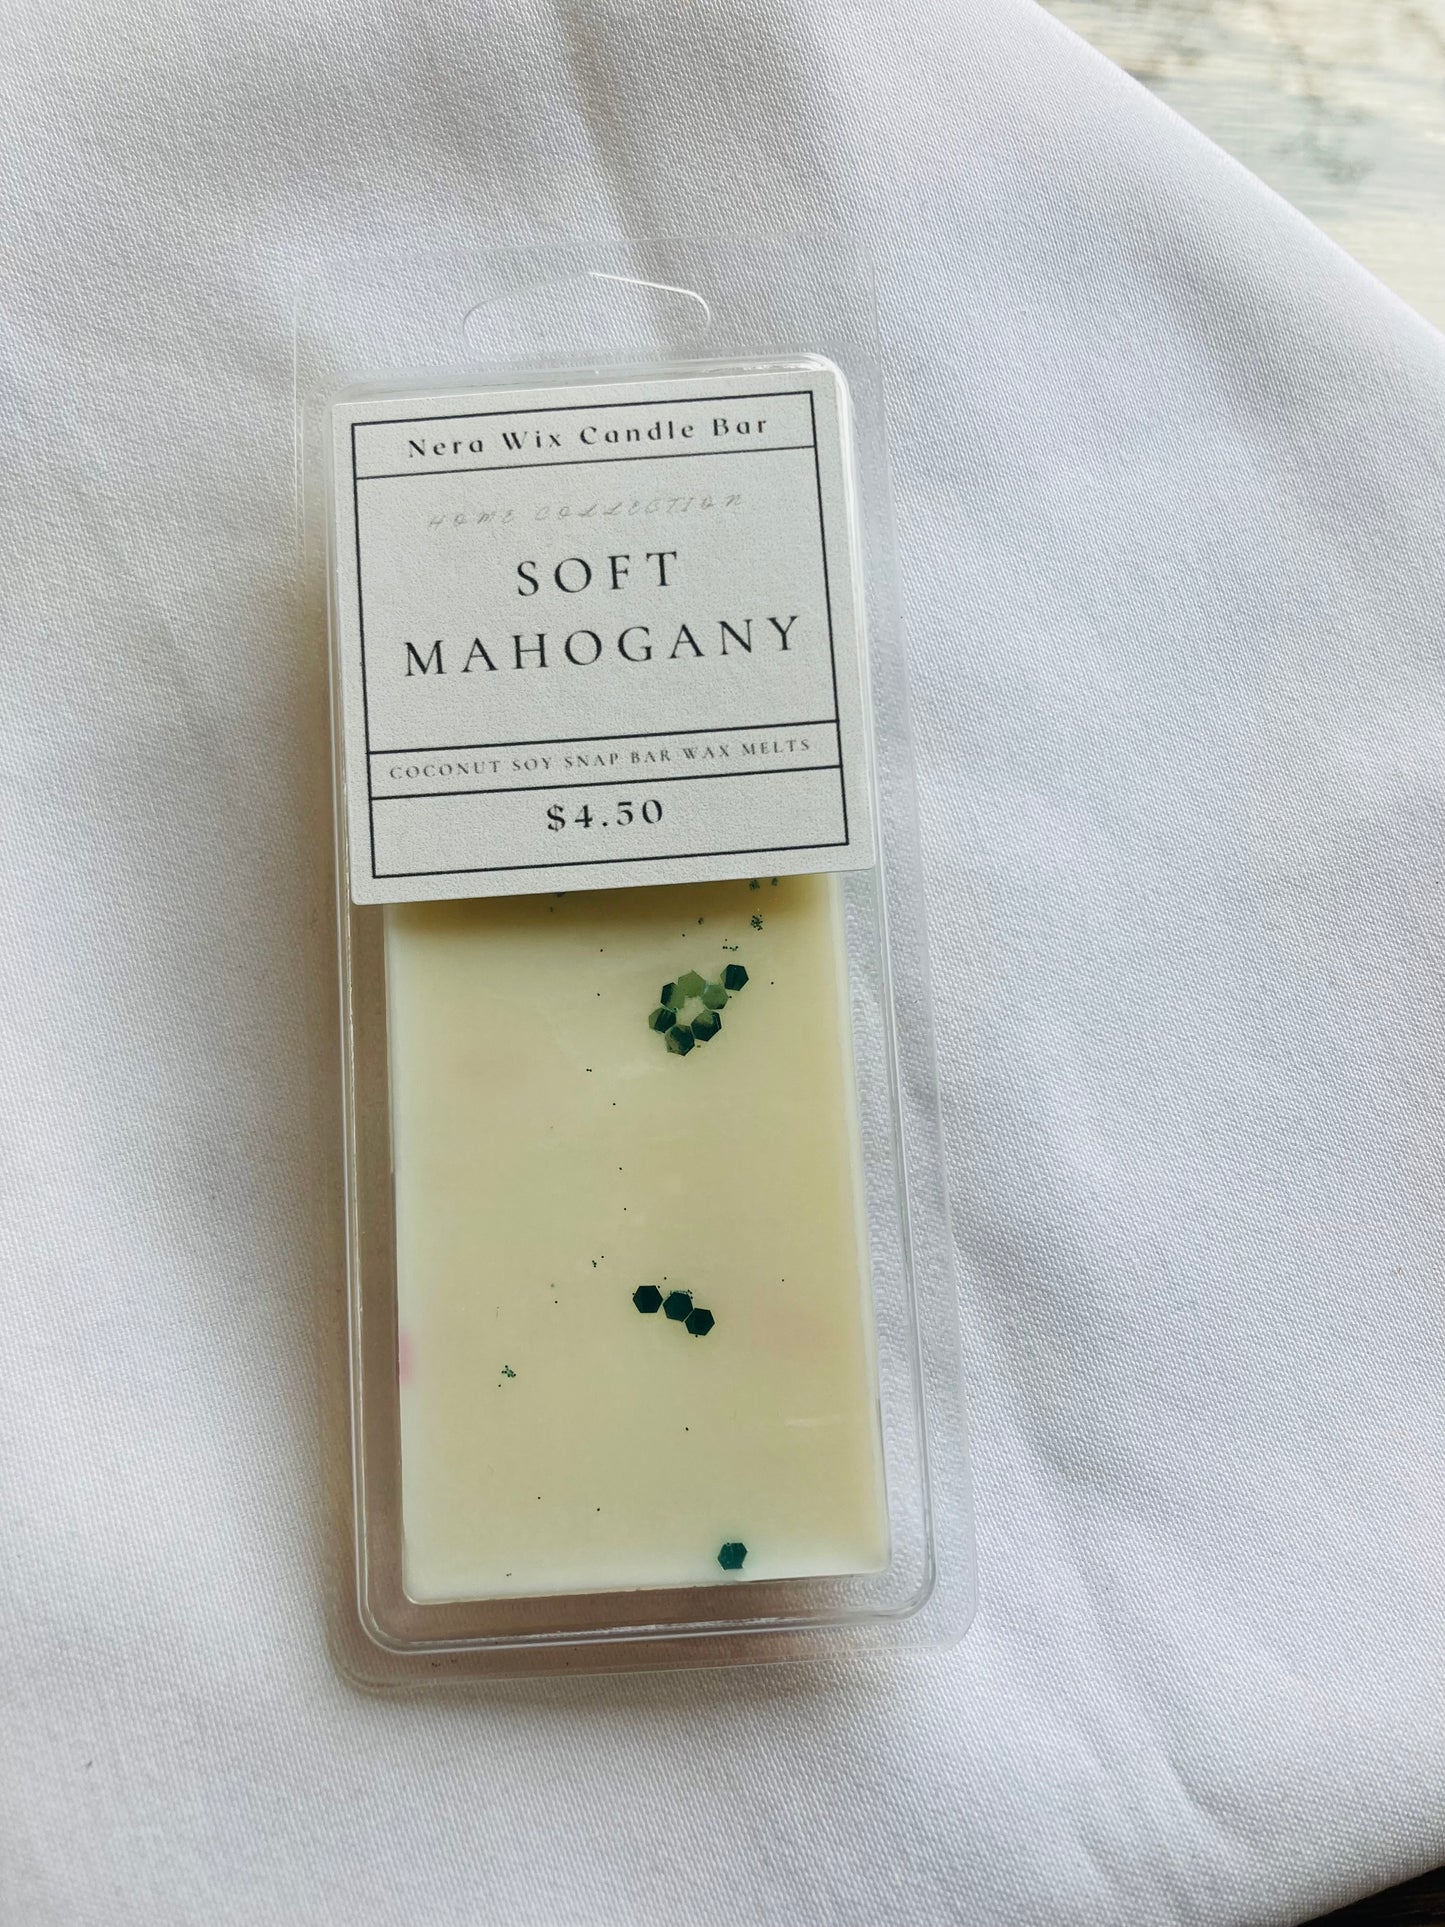 Nera Wix Candle Bar
HOME COLLECTION
SOFT
MAHOGANY
COCONUT SOY SNAP BAR WAX MELTS
$4.50